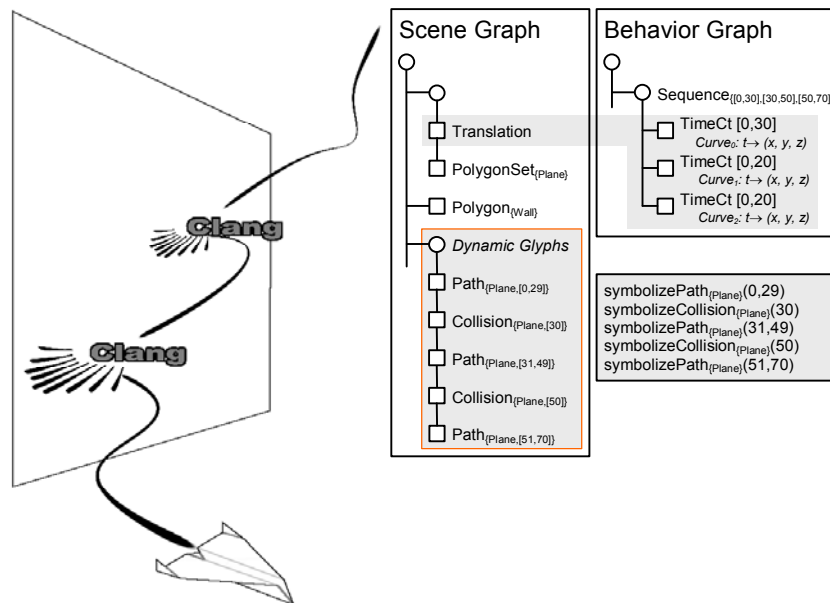 Clang
Clang
Scene Graph
Translation
PolygonSet{Plane}
Polygon{Wall}
Dynamic Glyphs
Path{Plane,[0,29]}
Collision{Plane,[30]}
Path{Plane,[31,49]}
Collision{Plane,[50]}
Path{Plane,[51,70]}
Behavior Graph
Sequence{[0,30],[30,50],[50,70]
TimeCt [0,30]
Curve₀: t→ (x, y, z)
TimeCt [0,20]
Curve₁: t→ (x, y, z)
TimeCt [0,20]
Curve₂: t→ (x, y, z)
symbolizePath{Plane}(0,29)
symbolizeCollision{Plane}(30)
symbolizePath{Plane}(31,49)
symbolizeCollision{Plane}(50)
symbolizePath{Plane}(51,70)